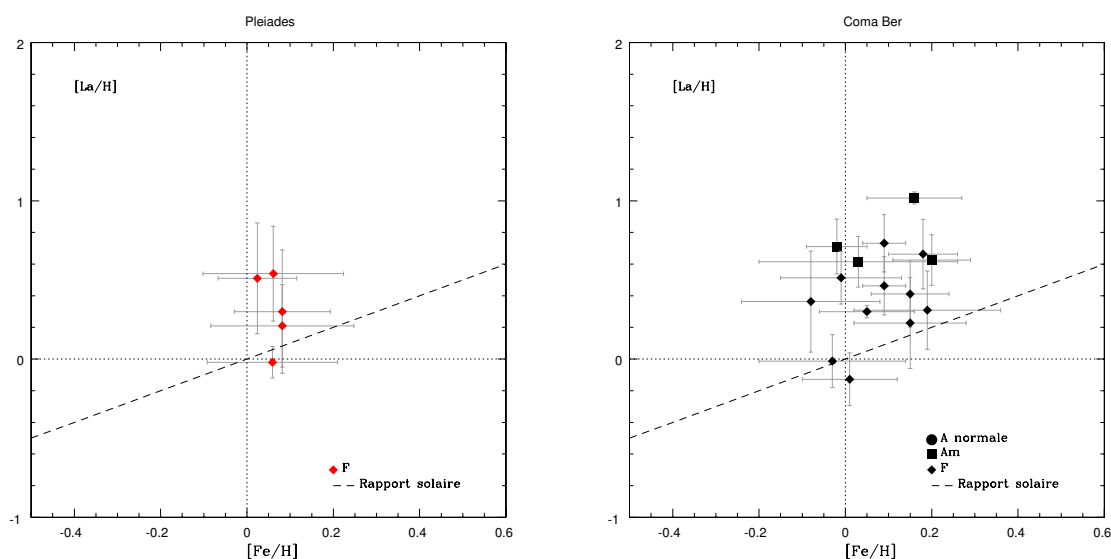 Pleiades
2
[La/H]
1
0
-1
F
Rapport solaire
-0.4
-0.2
0
0.2
0.4
0.6
[Fe/H]
Coma Ber
2
[La/H]
1
0
-1
A normale
Am
F
Rapport solaire
-0.4
-0.2
0
0.2
0.4
0.6
[Fe/H]